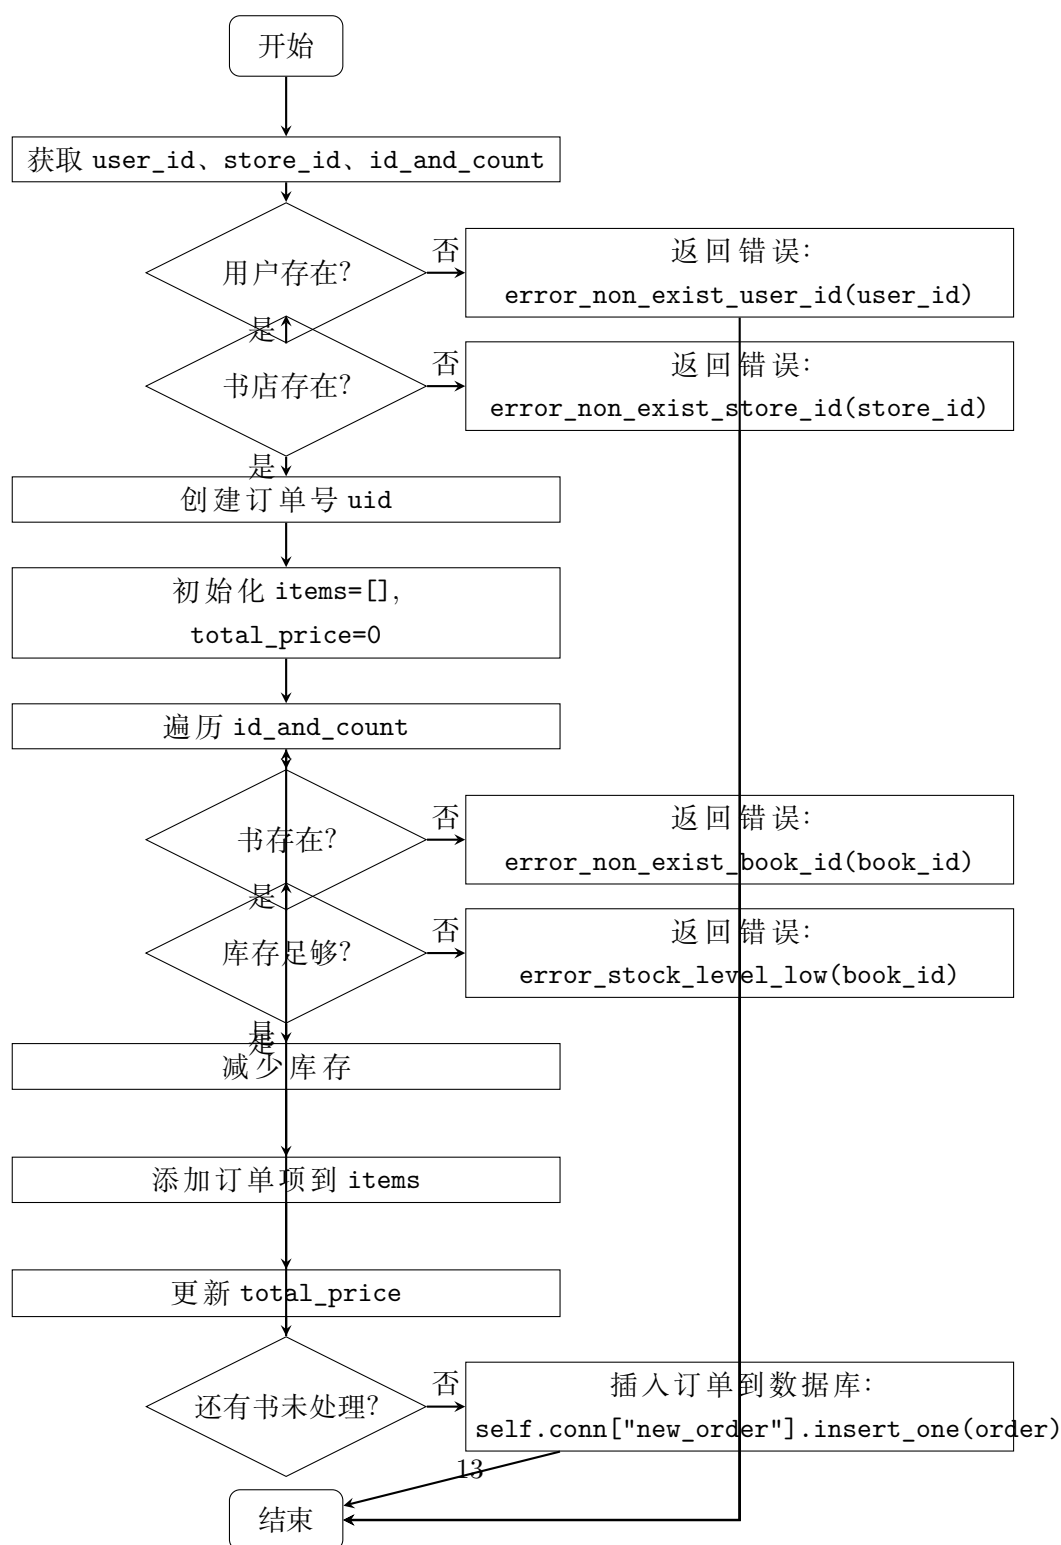 开始
获取 user_id、store_id、id_and_count
用户存在?
否
返回错误:
error_non_exist_user_id(user_id)
是
书店存在?
否
返回错误:
error_non_exist_store_id(store_id)
是
创建订单号 uid
初始化 items=[],
total_price=0
遍历 id_and_count
书存在?
否
返回错误:
error_non_exist_book_id(book_id)
是
库存足够?
否
返回错误:
error_stock_level_low(book_id)
是
是
减少库存
添加订单项到 items
更新 total_price
还有书未处理?
否
插入订单到数据库:
self.conn["new_order"].insert_one(order)
13
结束